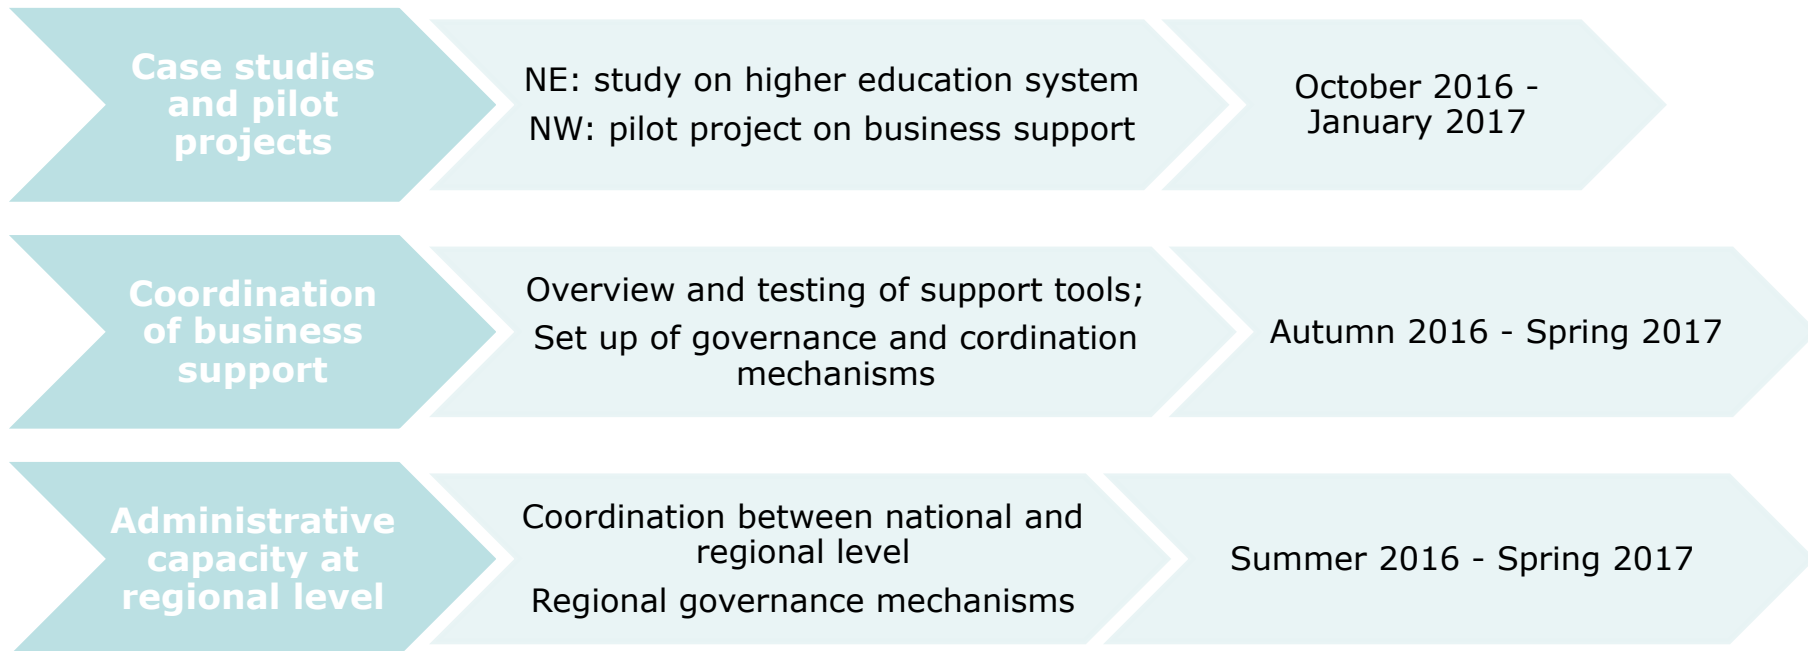 Case studies
and pilot
projects
NE: study on higher education system
NW: pilot project on business support
October 2016 -
January 2017
Coordination
of business
support
Overview and testing of support tools;
Set up of governance and cordination
mechanisms
Autumn 2016 - Spring 2017
Administrative
capacity at
regional level
Coordination between national and
regional level
Regional governance mechanisms
Summer 2016 - Spring 2017